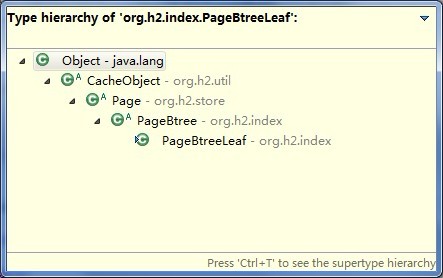 Type hierarchy of 'org.h2.index.PageBtreeLeaf':
C Object - java.lang
C A CacheObject - org.h2.util
C A Page - org.h2.store
C A PageBtree - org.h2.index
C PageBtreeLeaf - org.h2.index
Press 'Ctrl+T' to see the supertype hierarchy